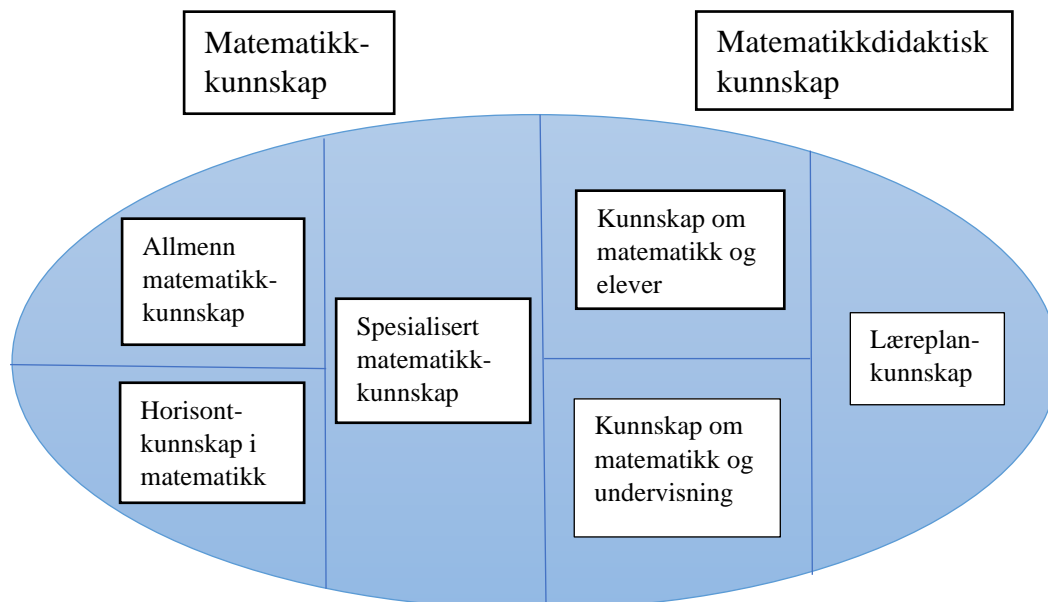 Matematikk-
kunnskap
Matematikkdidaktisk
kunnskap
Allmenn
matematikk-
kunnskap
Horisont-
kunnskap i
matematikk
Spesialisert
matematikk-
kunnskap
Kunnskap om
matematikk og
elever
Kunnskap om
matematikk og
undervisning
Læreplan-
kunnskap